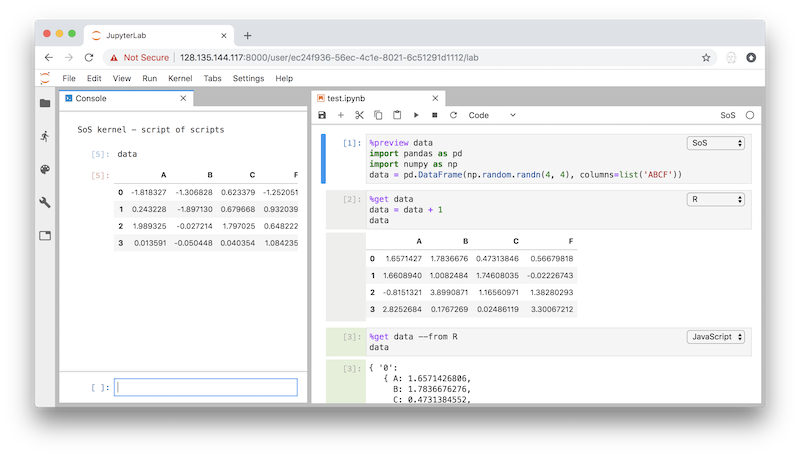 JupyterLab
Not Secure 128.135.144.117:8000/user/ec24f936-56ec-4c1e-8021-6c51291d1112/lab
File Edit View Run Kernel Tabs Settings Help
Console
SoS kernel - script of scripts
[5]: data
[5]:
A B C F
0 -1.818327 -1.306828 0.623379 -1.252051
1 0.243228 -1.897130 0.679668 0.932039
2 1.989325 -0.027214 1.797025 0.648222
3 0.013591 -0.050448 0.040354 1.084235
[ ]:
test.ipynb
Code SoS
[1]: %preview data SoS
import pandas as pd
import numpy as np
data = pd.DataFrame(np.random.randn(4, 4), columns=list('ABCF'))
[2]: %get data R
data = data + 1
data
A B C F
0 1.6571427 1.7836676 0.47313846 0.56679818
1 1.6608940 1.0082484 1.74608035 -0.02226743
2 -0.8151321 3.8990871 1.16560971 1.38280293
3 2.8252684 0.1767269 0.02486119 3.30067212
[3]: %get data --from R JavaScript
data
[3]: { '0':
{ A: 1.6571426806,
B: 1.7836676276,
C: 0.4731384552,